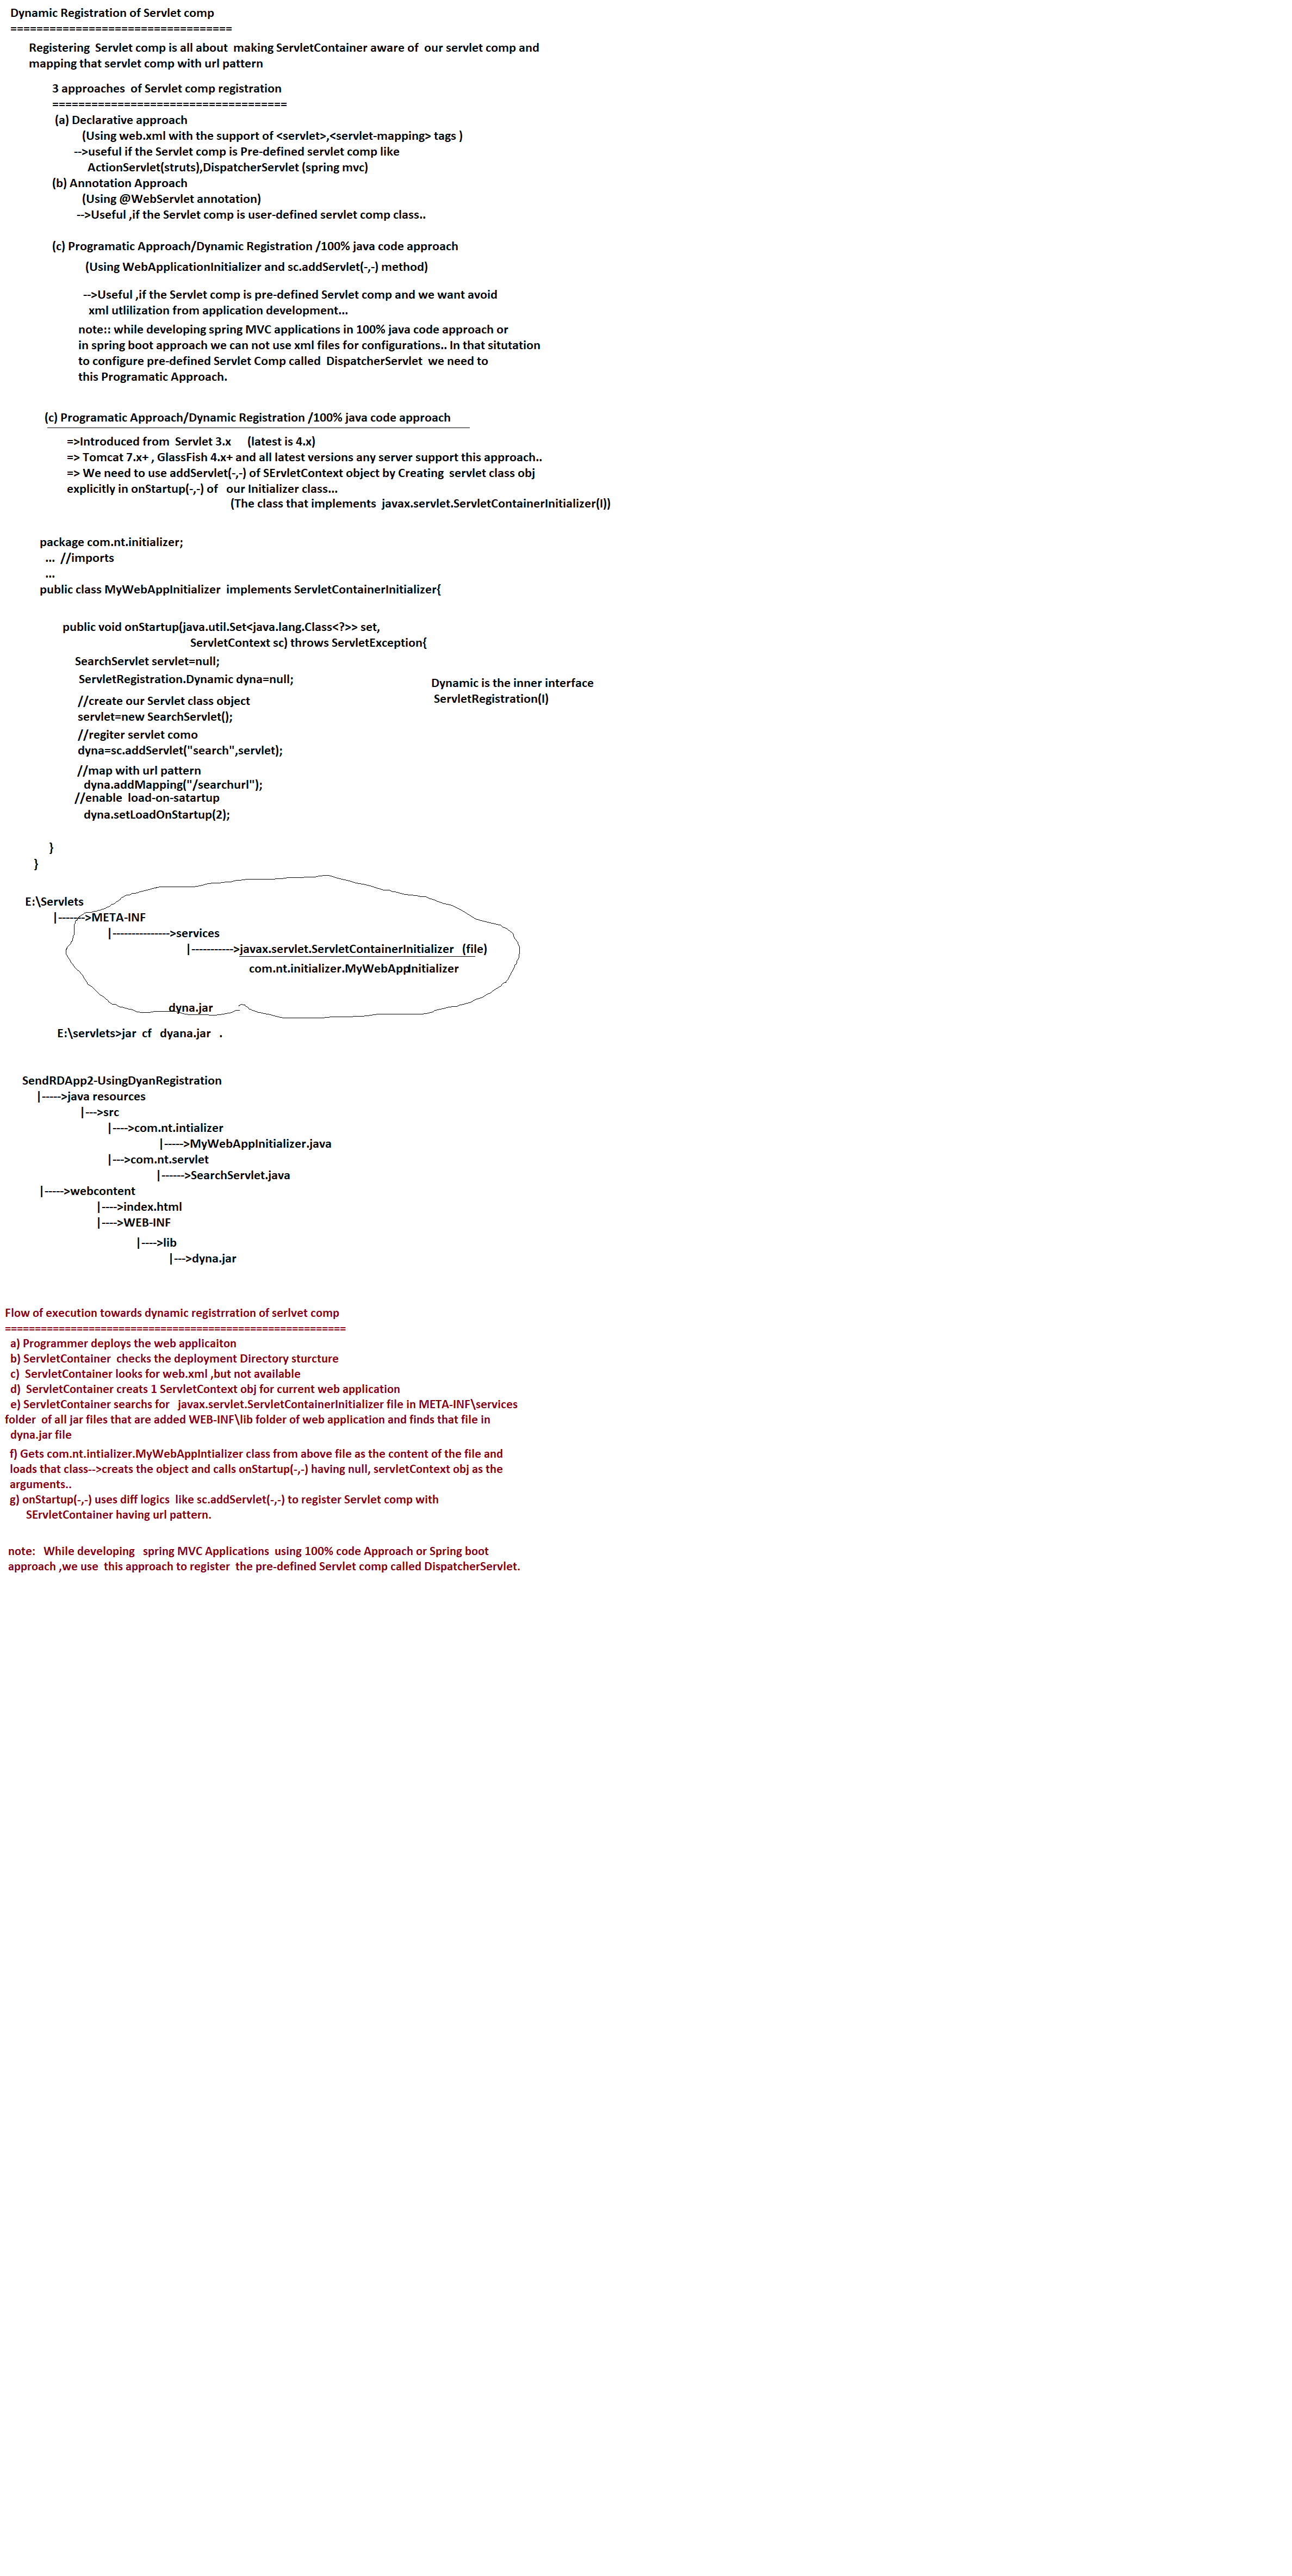 Dynamic Registration of Servlet comp
==================================
Registering  Servlet comp is all about  making ServletContainer aware of  our servlet comp and
mapping that servlet comp with url pattern
3 approaches  of Servlet comp registration
====================================
(a) Declarative approach
(Using web.xml with the support of <servlet>,<servlet-mapping> tags )
-->useful if the Servlet comp is Pre-defined servlet comp like
ActionServlet(struts),DispatcherServlet (spring mvc)
(b) Annotation Approach
(Using @WebServlet annotation)
-->Useful ,if the Servlet comp is user-defined servlet comp class..
(c) Programatic Approach/Dynamic Registration /100% java code approach
(Using WebApplicationInitializer and sc.addServlet(-,-) method)
-->Useful ,if the Servlet comp is pre-defined Servlet comp and we want avoid
xml utlilization from application development...
note:: while developing spring MVC applications in 100% java code approach or
in spring boot approach we can not use xml files for configurations.. In that situtation
to configure pre-defined Servlet Comp called  DispatcherServlet  we need to
this Programatic Approach.
(c) Programatic Approach/Dynamic Registration /100% java code approach
=>Introduced from  Servlet 3.x     (latest is 4.x)
=> Tomcat 7.x+ , GlassFish 4.x+ and all latest versions any server support this approach..
=> We need to use addServlet(-,-) of SErvletContext object by Creating  servlet class obj
explicitly in onStartup(-,-) of   our Initializer class...
(The class that implements  javax.servlet.ServletContainerInitializer(I))
package com.nt.initializer;
...  //imports
...
public class MyWebAppInitializer  implements ServletContainerInitializer{
public void onStartup(java.util.Set<java.lang.Class<?>> set,
ServletContext sc) throws ServletException{
SearchServlet servlet=null;
ServletRegistration.Dynamic dyna=null;
Dynamic is the inner interface
ServletRegistration(I)
//create our Servlet class object
servlet=new SearchServlet();
//regiter servlet como
dyna=sc.addServlet("search",servlet);
//map with url pattern
dyna.addMapping("/searchurl");
//enable  load-on-satartup
dyna.setLoadOnStartup(2);
}
}
E:\Servlets
|------->META-INF
|--------------->services
|----------->javax.servlet.ServletContainerInitializer   (file)
com.nt.initializer.MyWebAppInitializer
dyna.jar
E:\servlets>jar  cf   dyana.jar   .
SendRDApp2-UsingDyanRegistration
|----->java resources
|--->src
|---->com.nt.intializer
|----->MyWebAppInitializer.java
|--->com.nt.servlet
|------>SearchServlet.java
|----->webcontent
|---->index.html
|---->WEB-INF
|---->lib
|--->dyna.jar
Flow of execution towards dynamic registrration of serlvet comp
=========================================================
a) Programmer deploys the web applicaiton
b) ServletContainer  checks the deployment Directory sturcture
c)  ServletContainer looks for web.xml ,but not available
d)  ServletContainer creats 1 ServletContext obj for current web application
e) ServletContainer searchs for   javax.servlet.ServletContainerInitializer file in META-INF\services
folder  of all jar files that are added WEB-INF\lib folder of web application and finds that file in
dyna.jar file
f) Gets com.nt.intializer.MyWebAppIntializer class from above file as the content of the file and
loads that class-->creats the object and calls onStartup(-,-) having null, servletContext obj as the
arguments..
g) onStartup(-,-) uses diff logics  like sc.addServlet(-,-) to register Servlet comp with
SErvletContainer having url pattern.
note:   While developing   spring MVC Applications  using 100% code Approach or Spring boot
approach ,we use  this approach to register  the pre-defined Servlet comp called DispatcherServlet.